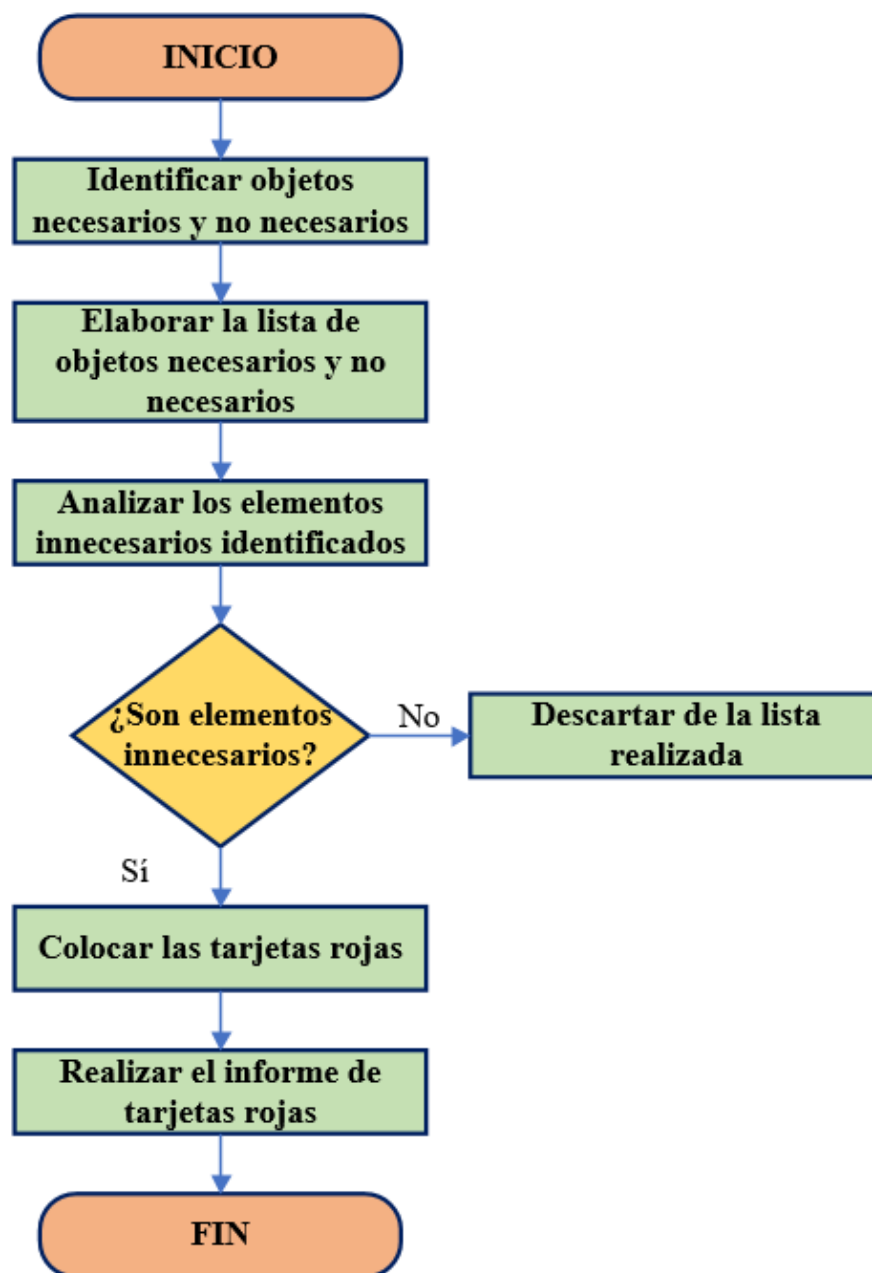 INICIO
Identificar objetos
necesarios y no necesarios
Elaborar la lista de
objetos necesarios y no
necesarios
Analizar los elementos
innecesarios identificados
¿Son elementos
innecesarios?
No
Descartar de la lista
realizada
Sí
Colocar las tarjetas rojas
Realizar el informe de
tarjetas rojas
FIN